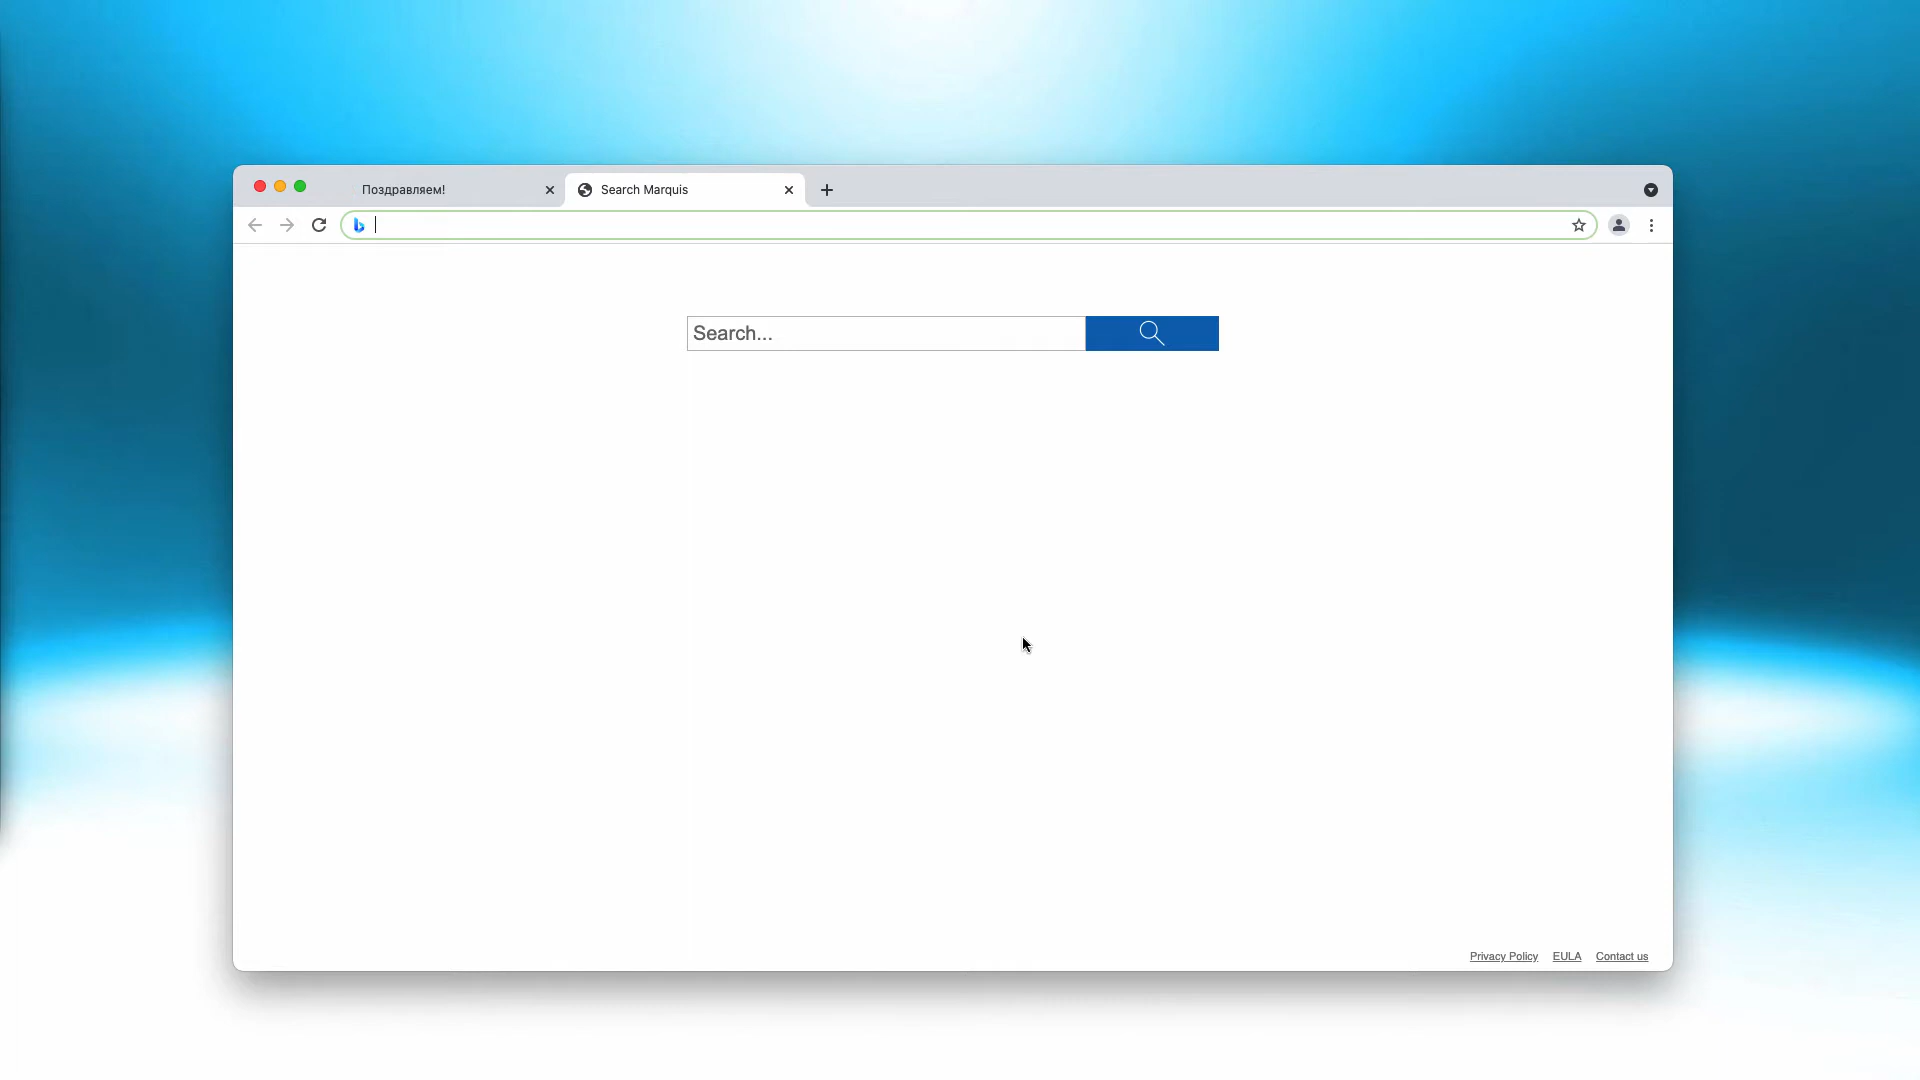 Поздравляем!
Search Marquis
Search...
Privacy Policy EULA Contact us